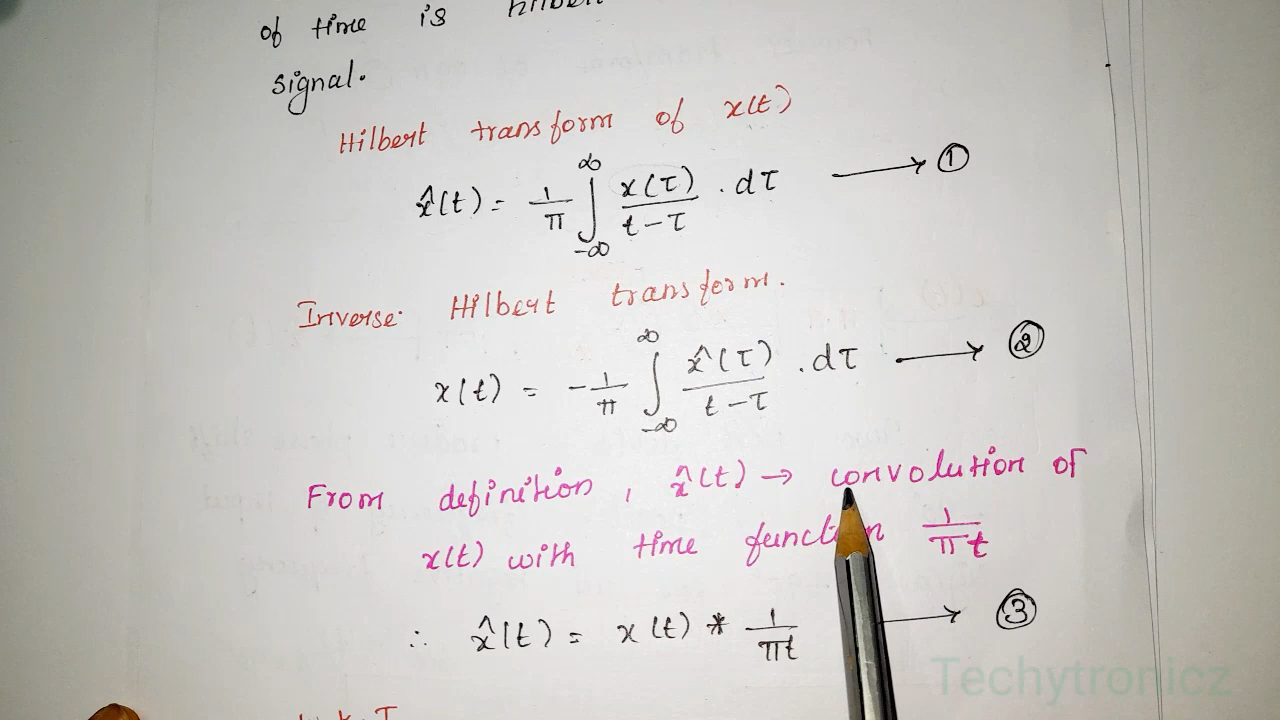 of time is
signal.
Hilbert transform of x(t)
x̂(t) = 1/π ∫_{-∞}^{∞} x(τ)/(t-τ) . dτ ⟶ ①
Inverse Hilbert transform.
x(t) = -1/π ∫_{-∞}^{∞} x̂(τ)/(t-τ) . dτ ⟶ ②
From definition, x̂(t) → convolution of
x(t) with time function 1/πt
∴ x̂(t) = x(t) * 1/πt ⟶ ③
Techytronicz